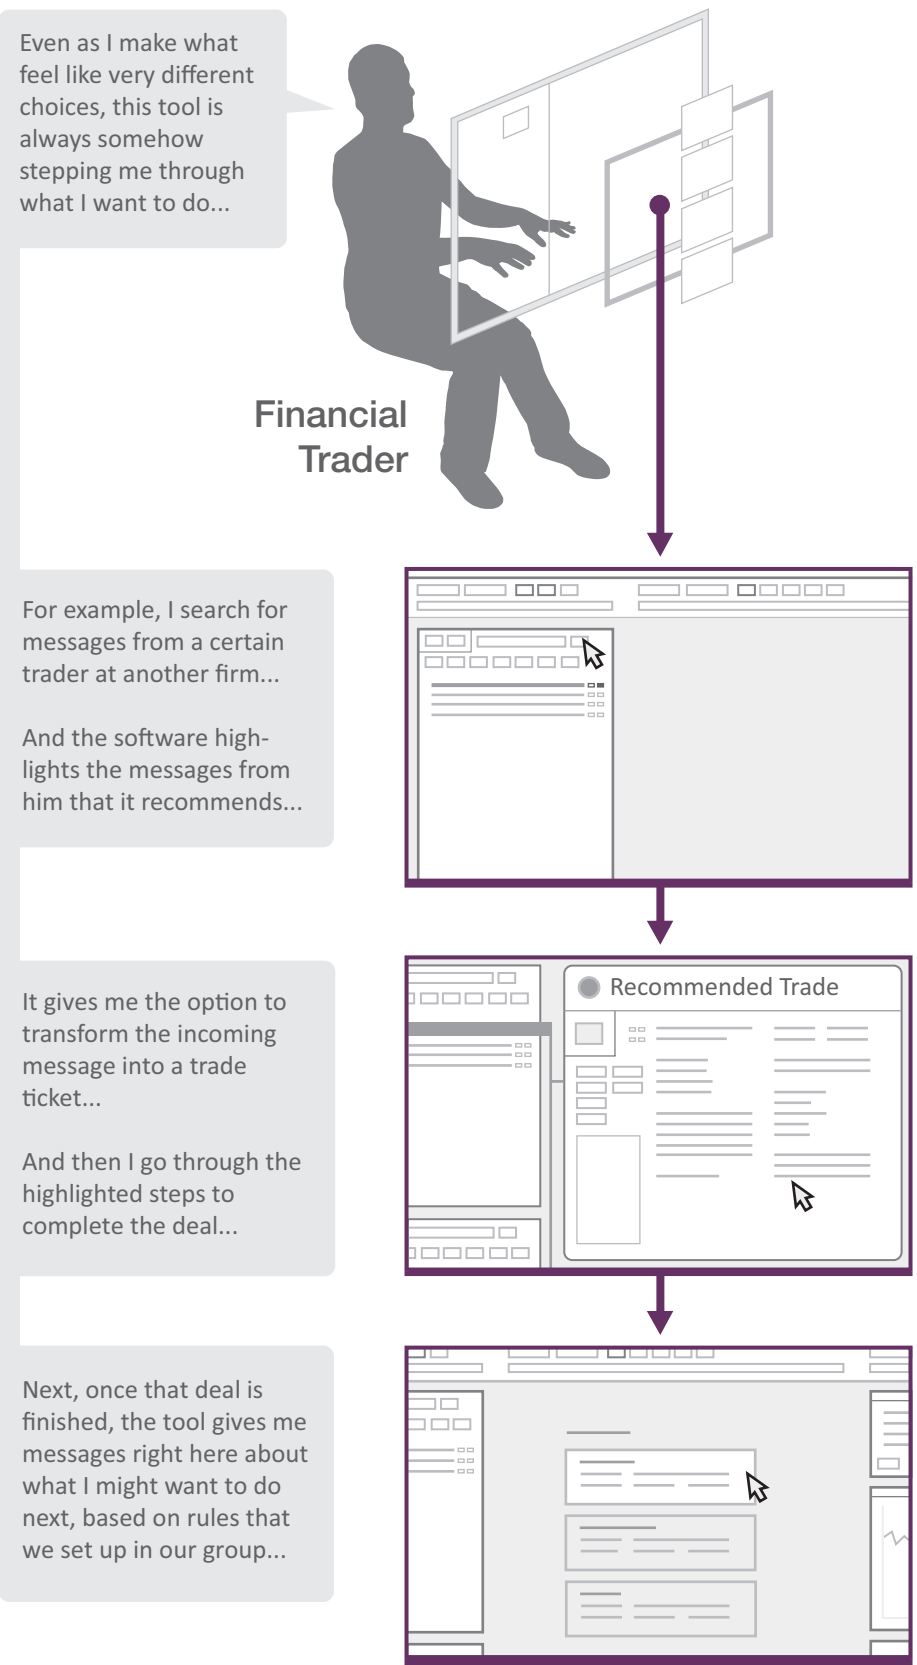 Even as I make what
feel like very different
choices, this tool is
always somehow
stepping me through
what I want to do...
Financial
Trader
For example, I search for
messages from a certain
trader at another firm...
And the software high-
lights the messages from
him that it recommends...
It gives me the option to
transform the incoming
message into a trade
ticket...
And then I go through the
highlighted steps to
complete the deal...
Recommended Trade
Next, once that deal is
finished, the tool gives me
messages right here about
what I might want to do
next, based on rules that
we set up in our group...